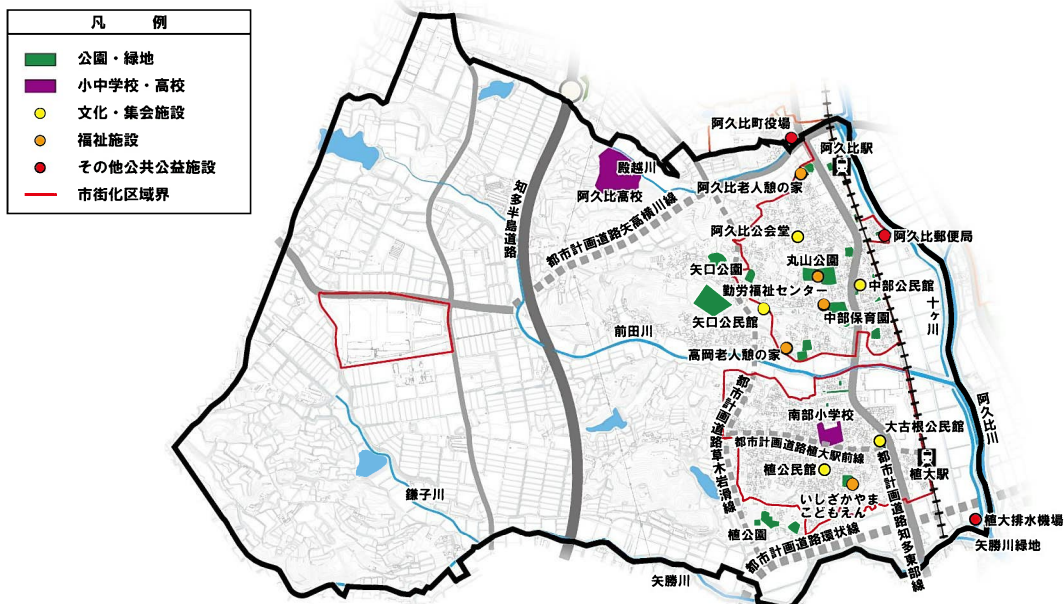 凡 例
公園・緑地
小中学校・高校
文化・集会施設
福祉施設
その他公共公益施設
市街化区域界
阿久比町役場
阿久比駅
殿越川
阿久比高校
阿久比老人憩の家
知多半島道路
都市計画道路矢高横川線
阿久比公会堂
阿久比郵便局
矢口公園
丸山公園
勤労福祉センター
中部公民館
十ヶ川
矢口公民館
中部保育園
前田川
高岡老人憩の家
都市計画道路草木岩滑線
阿久比川
南部小学校
大古根公民館
都市計画道路植大駅前線
植公民館
植大駅
鎌子川
いしざかやま
こどもえん
都市計画道路知多東部線
植大排水機場
植公園
都市計画道路環状線
矢勝川緑地
矢勝川